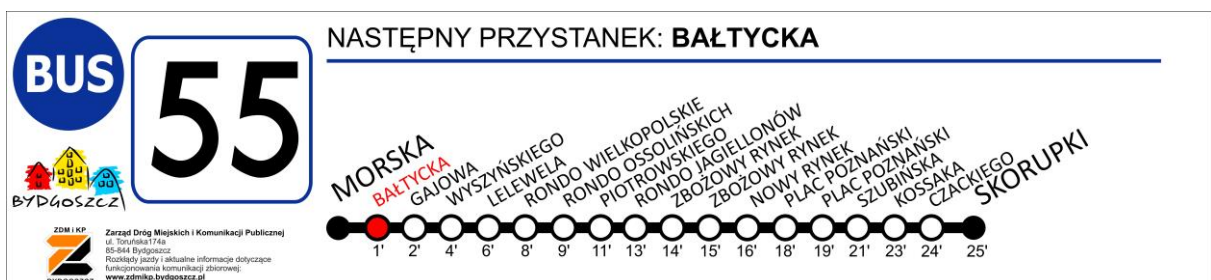 BUS
55
NASTĘPNY PRZYSTANEK: BAŁTYCKA
MORSKA
BAŁTYCKA
GAJOWA
WYSZYŃSKIEGO
LELEWELA
RONDO WIELKOPOLSKIE
RONDO OSSOLIŃSKICH
PIOTROWSKIEGO
RONDO JAGIELLONÓW
ZBOŻOWY RYNEK
ZBOŻOWY RYNEK
NOWY RYNEK
PLAC POZNAŃSKI
PLAC POZNAŃSKI
SZUBIŃSKA
KOSSAKA
CZACKIEGO
SKORUPKI
1' 2' 4' 6' 8' 9' 11' 13' 14' 15' 16' 18' 19' 21' 23' 24' 25'
BYDGOSZCZ
ZDM i KP
BYDGOSZCZ
Zarząd Dróg Miejskich i Komunikacji Publicznej
ul. Toruńska174a
85-844 Bydgoszcz
Rozkłady jazdy i aktualne informacje dotyczące
funkcjonowania komunikacji zbiorowej:
www.zdmikp.bydgoszcz.pl